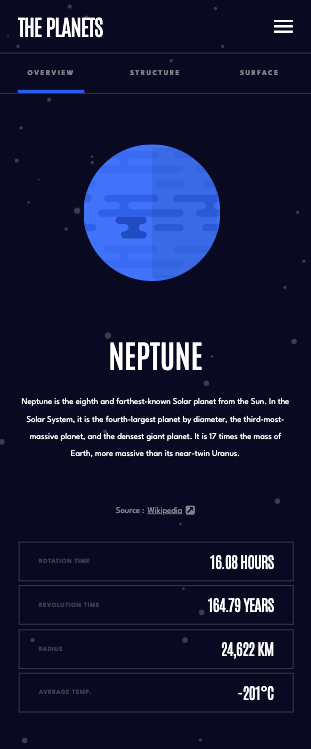 THE PLANETS
OVERVIEW STRUCTURE SURFACE
NEPTUNE
Neptune is the eighth and farthest-known Solar planet from the Sun. In the
Solar System, it is the fourth-largest planet by diameter, the third-most-
massive planet, and the densest giant planet. It is 17 times the mass of
Earth, more massive than its near-twin Uranus.
Source : Wikipedia
ROTATION TIME 16.08 HOURS
REVOLUTION TIME 164.79 YEARS
RADIUS 24,622 KM
AVERAGE TEMP. -201°C